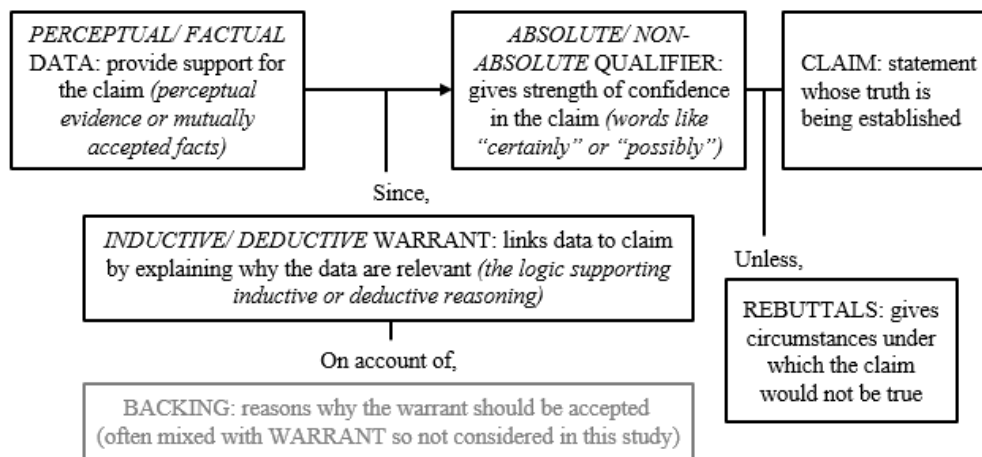 PERCEPTUAL/ FACTUAL
DATA: provide support for
the claim (perceptual
evidence or mutually
accepted facts)
ABSOLUTE/ NON-
ABSOLUTE QUALIFIER:
gives strength of confidence
in the claim (words like
“certainly” or “possibly”)
CLAIM: statement
whose truth is
being established
Since,
INDUCTIVE/ DEDUCTIVE WARRANT: links data to claim
by explaining why the data are relevant (the logic supporting
inductive or deductive reasoning)
Unless,
REBUTTALS: gives
circumstances under
which the claim
would not be true
On account of,
BACKING: reasons why the warrant should be accepted
(often mixed with WARRANT so not considered in this study)